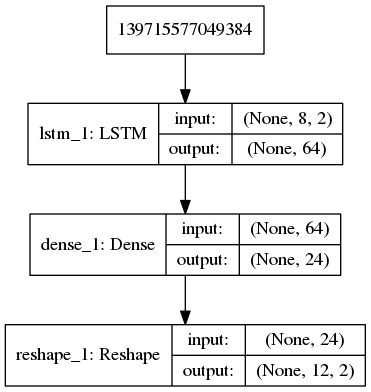 139715577049384
lstm_1: LSTM
input:
(None, 8, 2)
output:
(None, 64)
dense_1: Dense
input:
(None, 64)
output:
(None, 24)
reshape_1: Reshape
input:
(None, 24)
output:
(None, 12, 2)